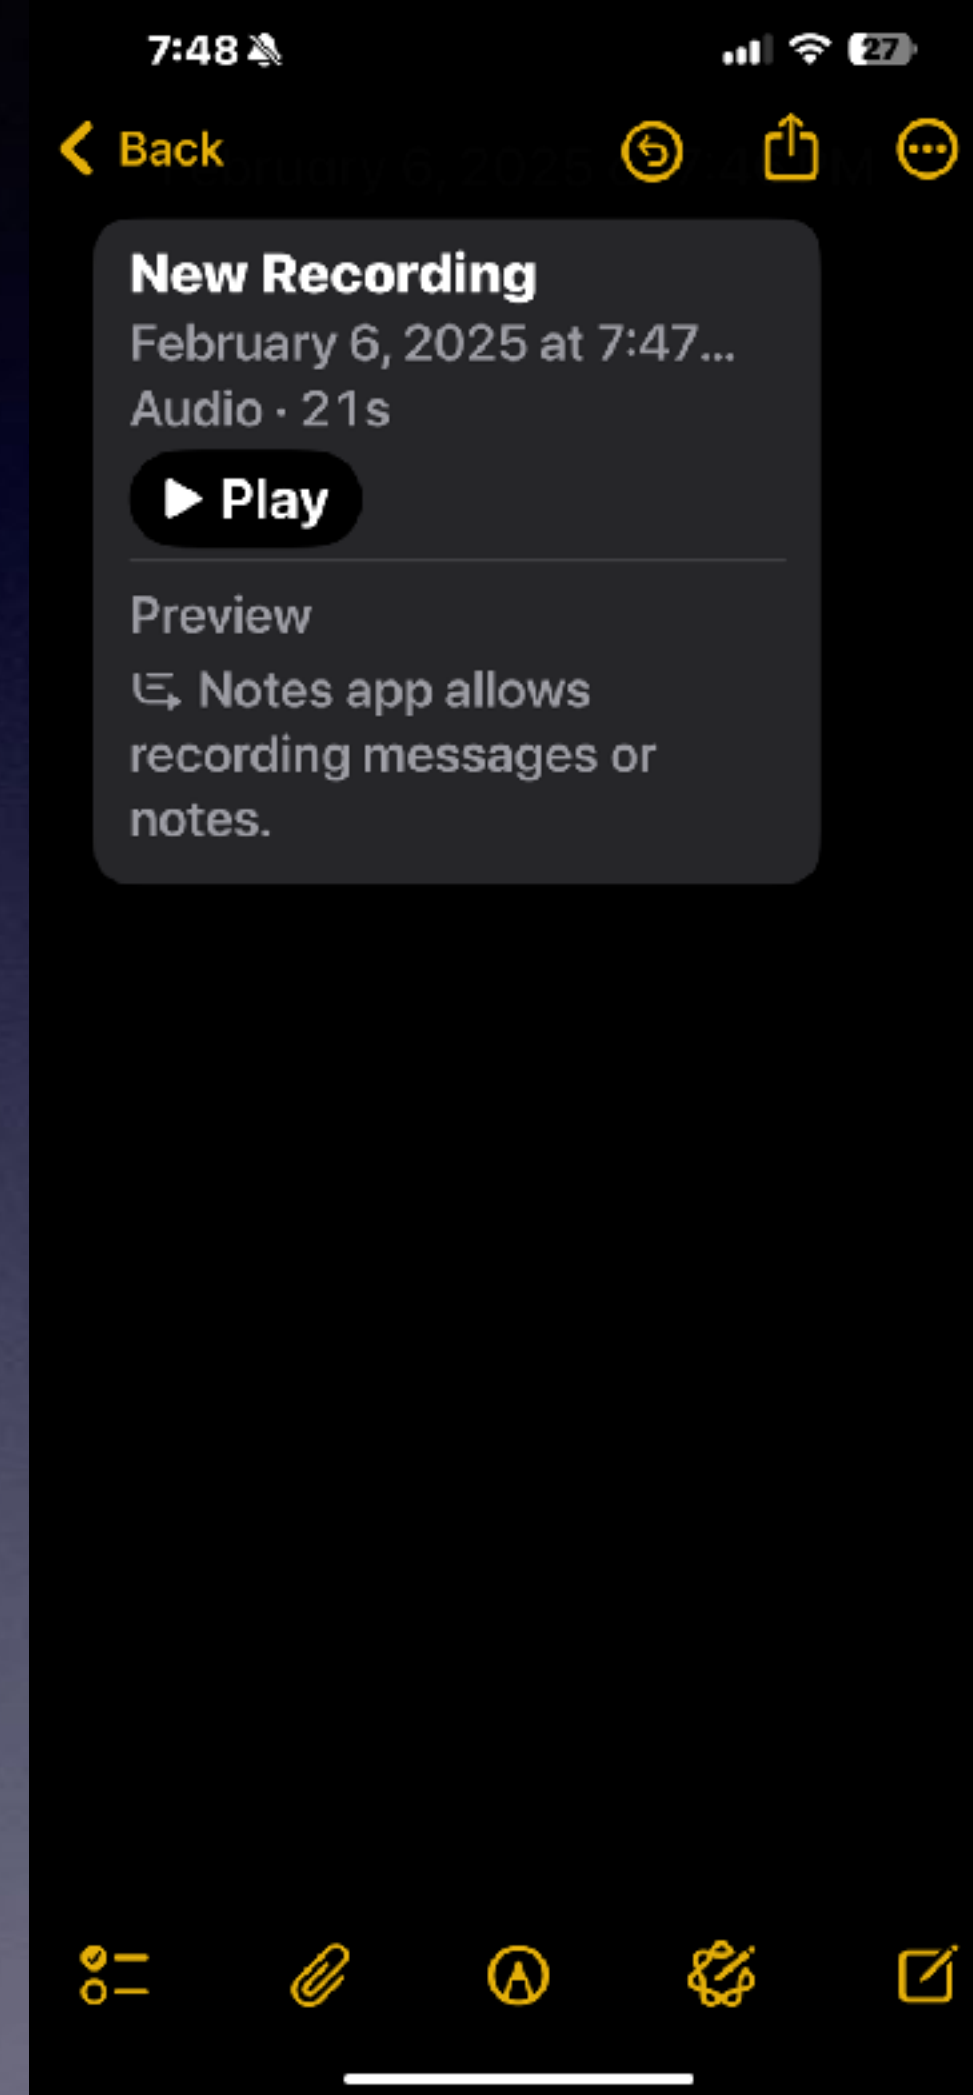 7:48
27
Back
New Recording
February 6, 2025 at 7:47...
Audio · 21s
Play
Preview
Notes app allows
recording messages or
notes.